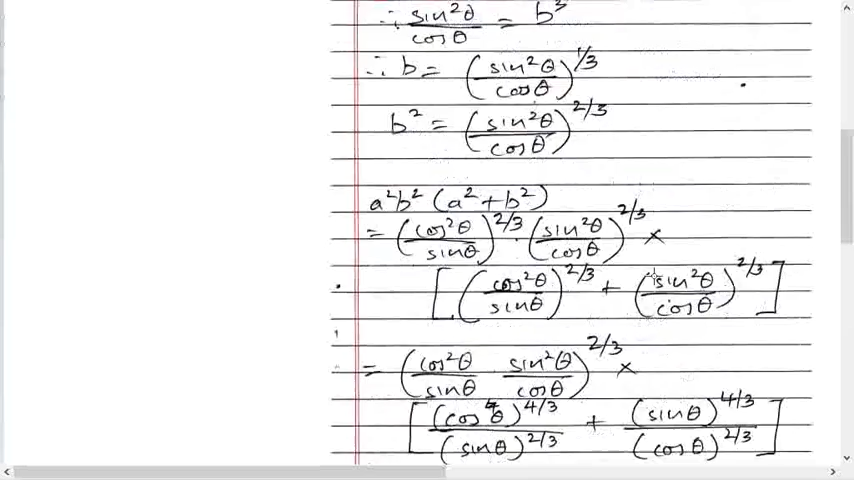 ∴ sin²θ/cosθ = b³
∴ b = (sin²θ/cosθ)^1/3
b² = (sin²θ/cosθ)^2/3
a²b² (a² + b²)
= (cos²θ/sinθ)^2/3 · (sin²θ/cosθ)^2/3 ×
[(cos²θ/sinθ)^2/3 + (sin²θ/cosθ)^2/3]
= (cos²θ/sinθ sin²θ/cosθ)^2/3 ×
[(cosθ)^4/3/(sinθ)^2/3 + (sinθ)^4/3/(cosθ)^2/3]